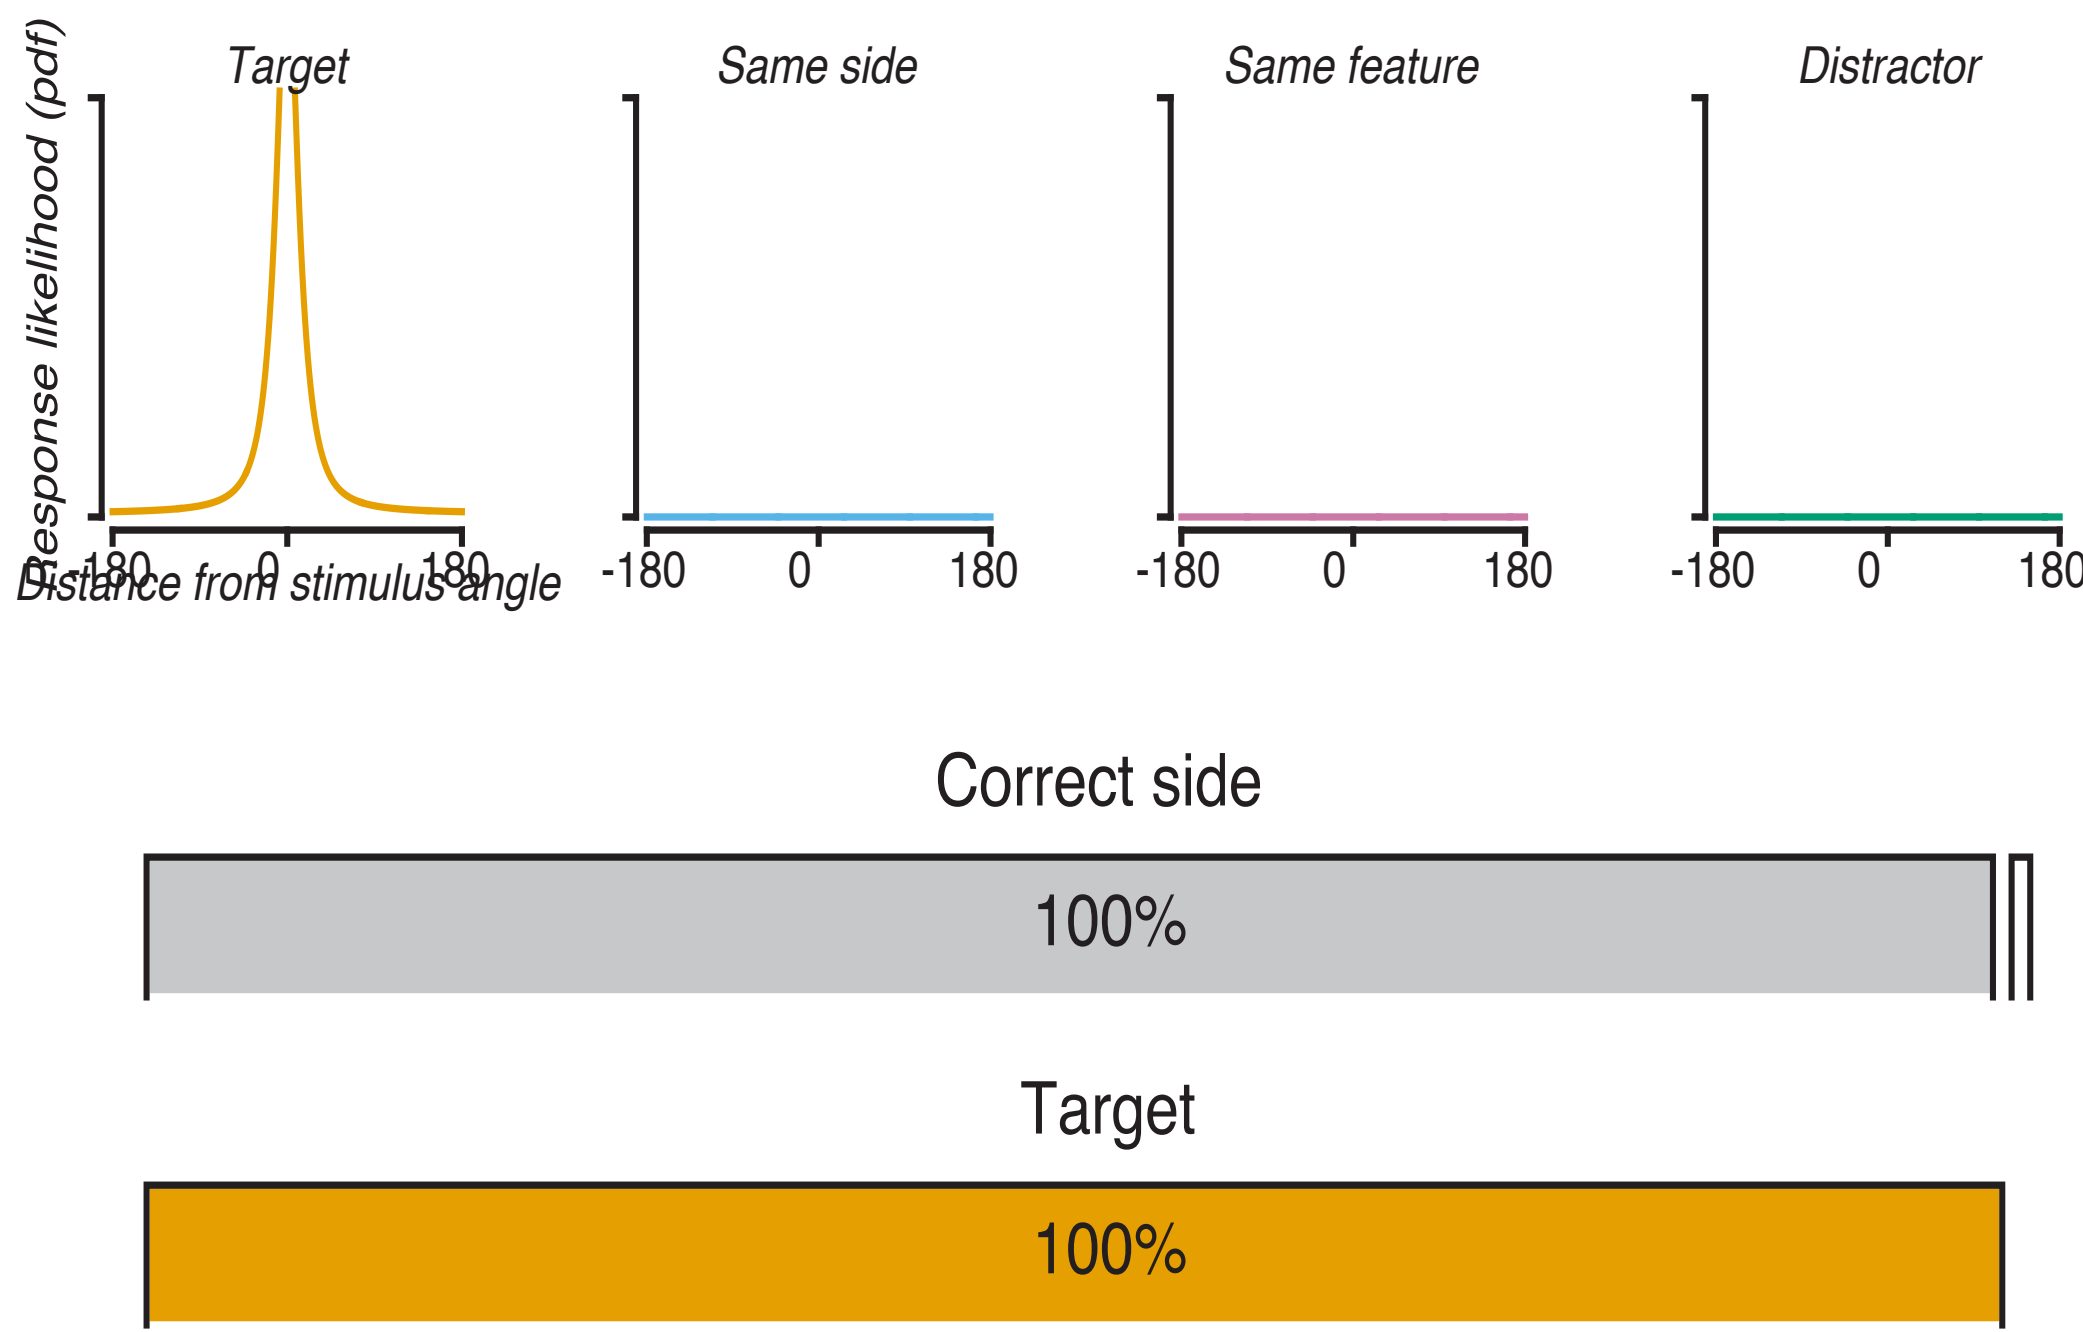 Response likelihood (pdf)
Target
Same side
Same feature
Distractor
-180 0 180
-180 0 180
-180 0 180
-180 0 180
Distance from stimulus angle
Correct side
100%
Target
100%